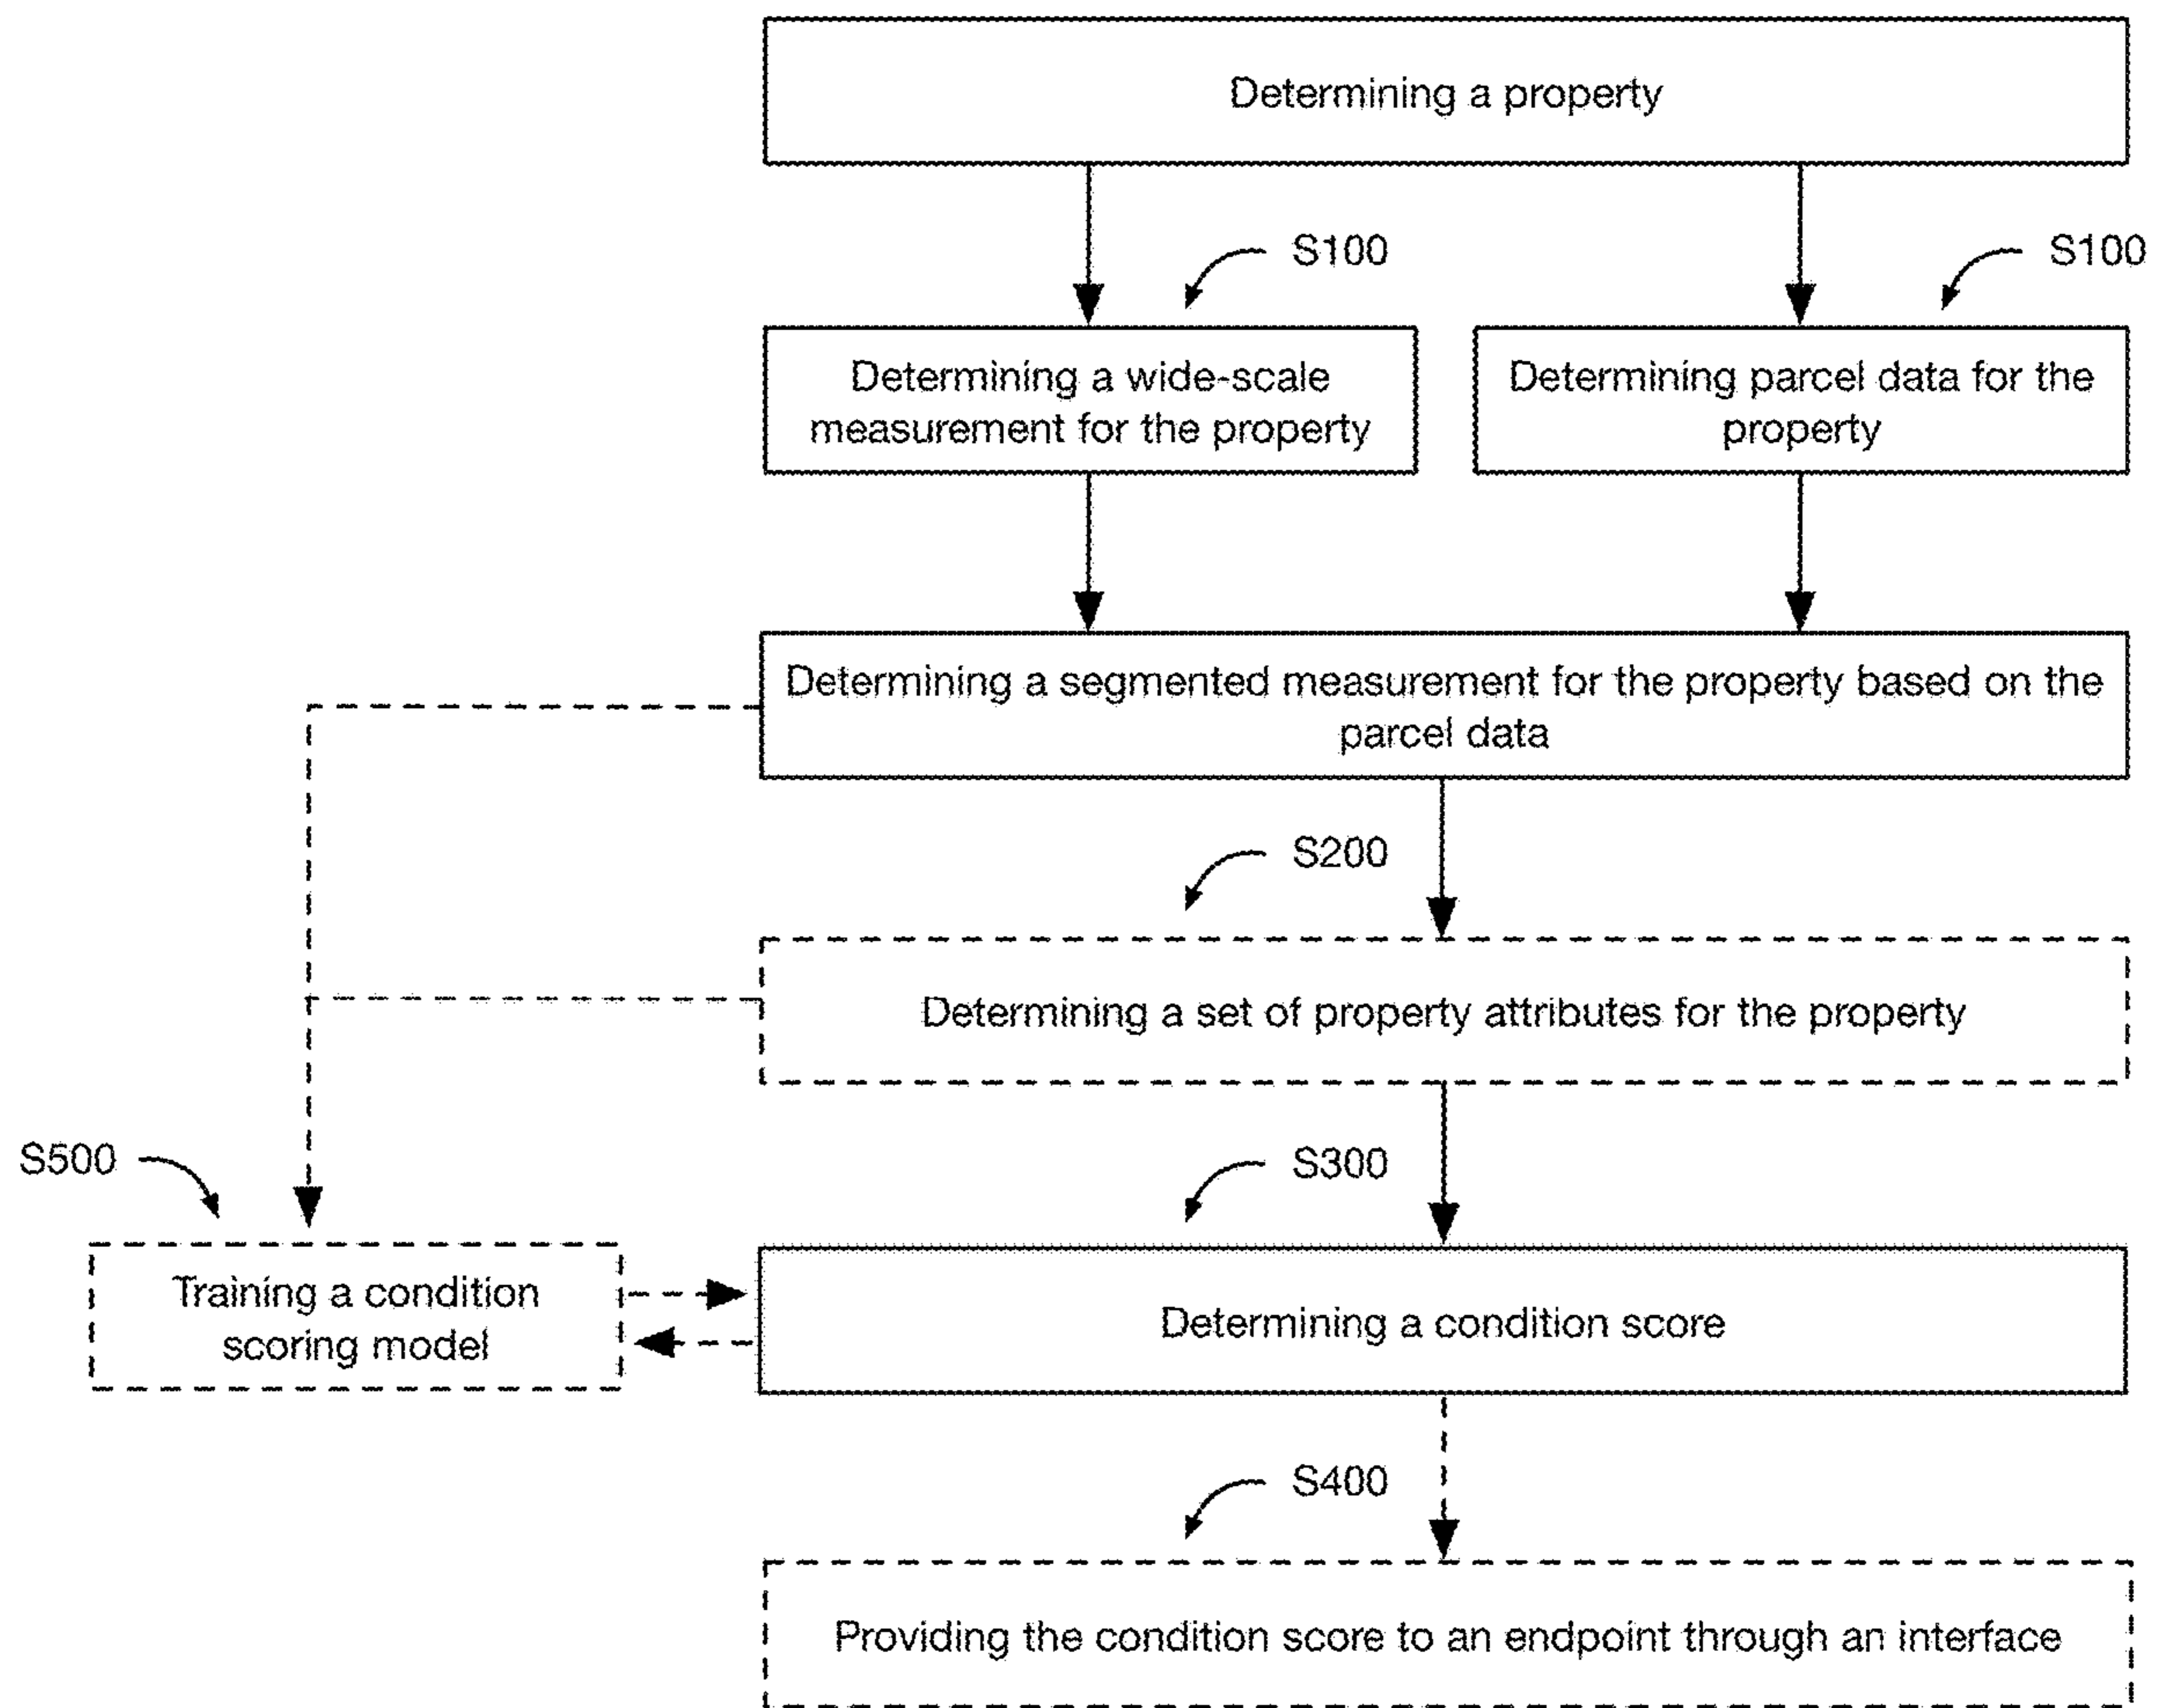 Determining a property
S100
S100
Determining a wide-scale
measurement for the property
Determining parcel data for the
property
Determining a segmented measurement for the property based on the
parcel data
S200
Determining a set of property attributes for the property
S500
S300
Training a condition
scoring model
Determining a condition score
S400
Providing the condition score to an endpoint through an interface